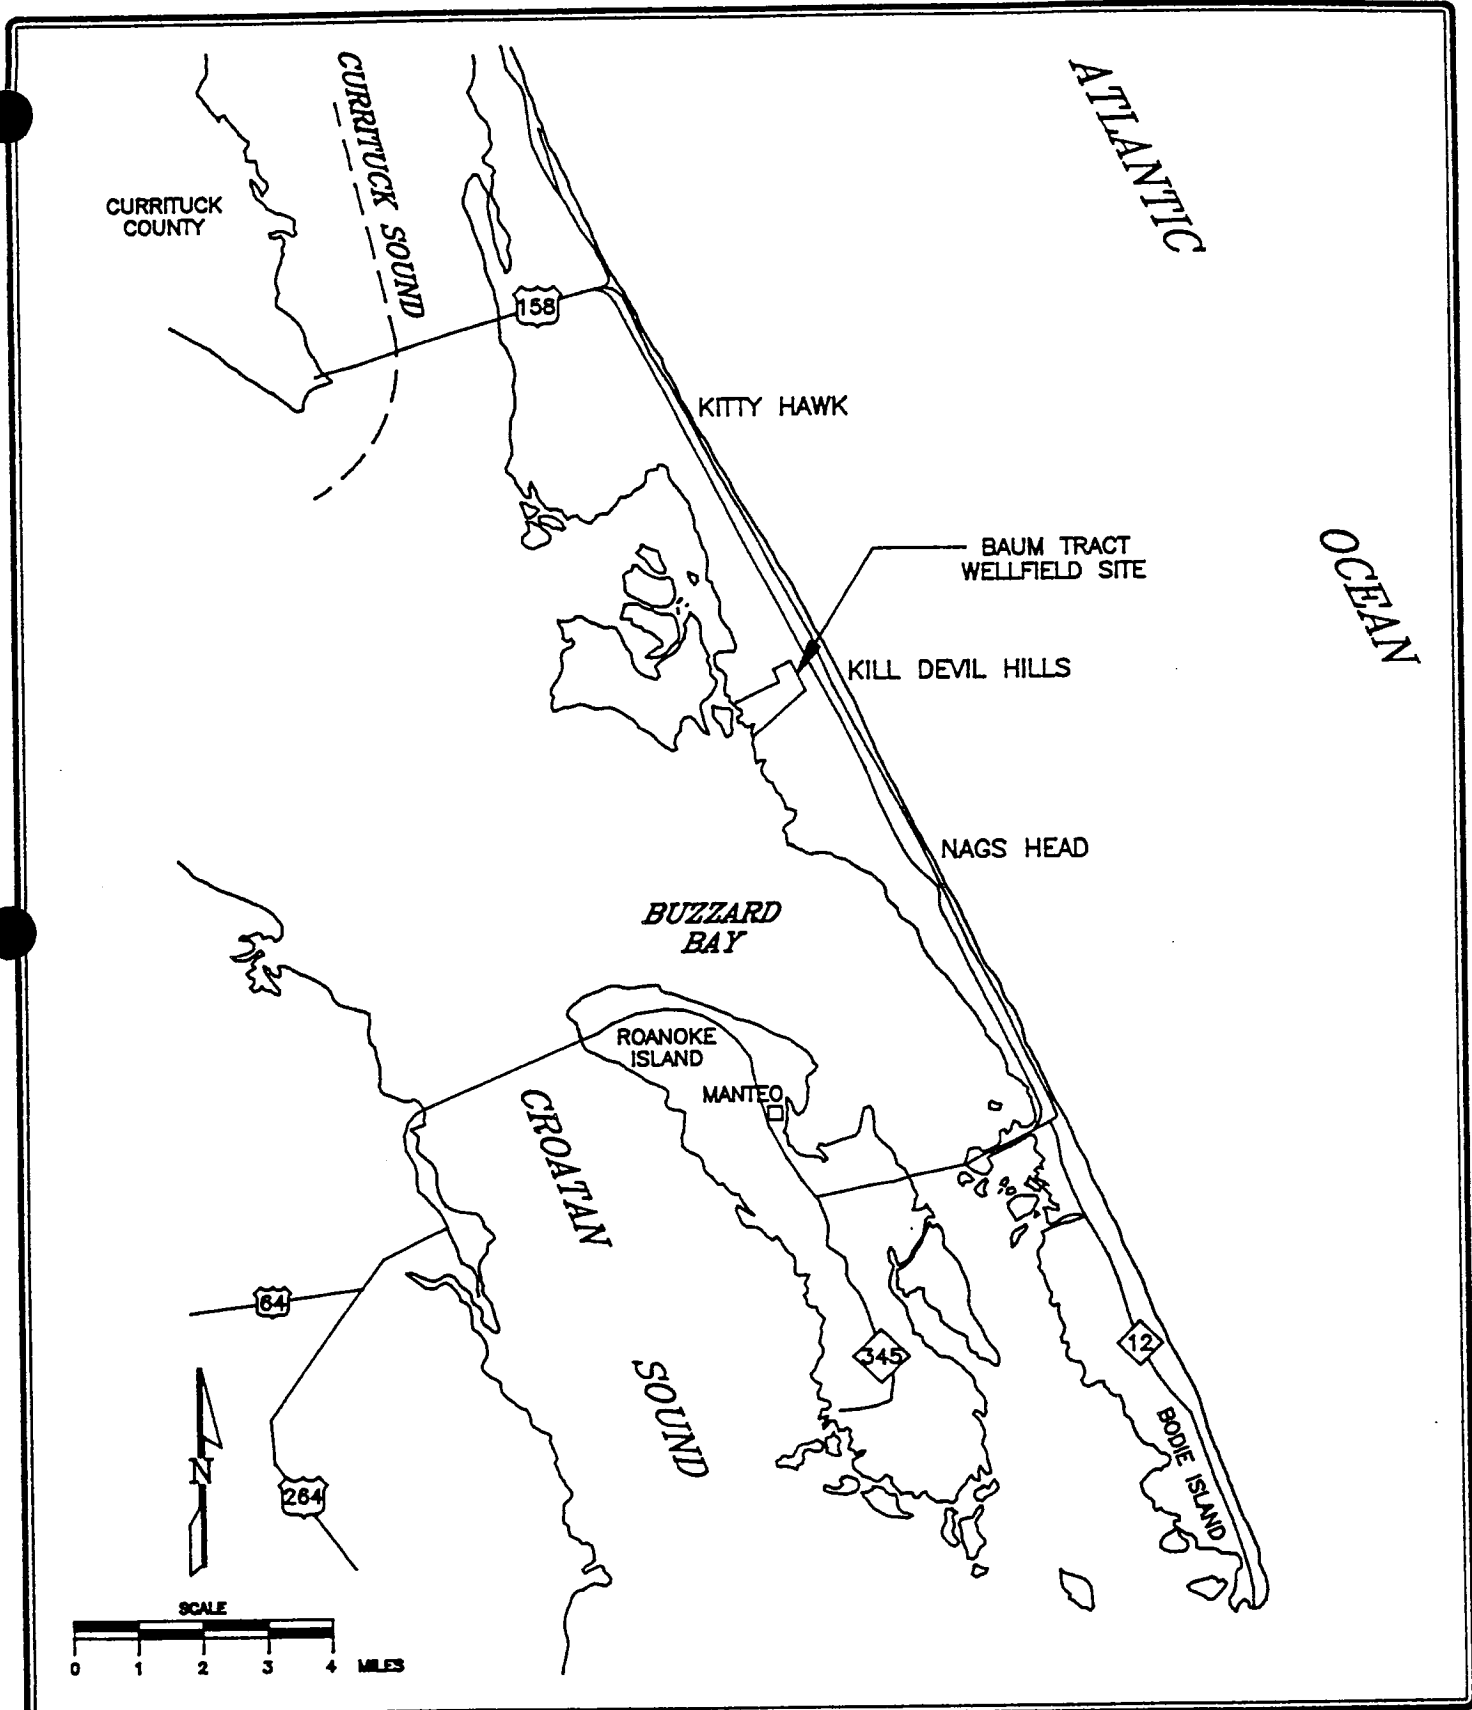 ATLANTIC
CURRITUCK SOUND
CURRITUCK
COUNTY
158
KITTY HAWK
OCEAN
BAUM TRACT
WELLFIELD SITE
KILL DEVIL HILLS
NAGS HEAD
BUZZARD
BAY
ROANOKE
ISLAND
MANTEO
CROATAN
SOUND
64
345
12
BODIE ISLAND
N
264
SCALE
0 1 2 3 4 MILES